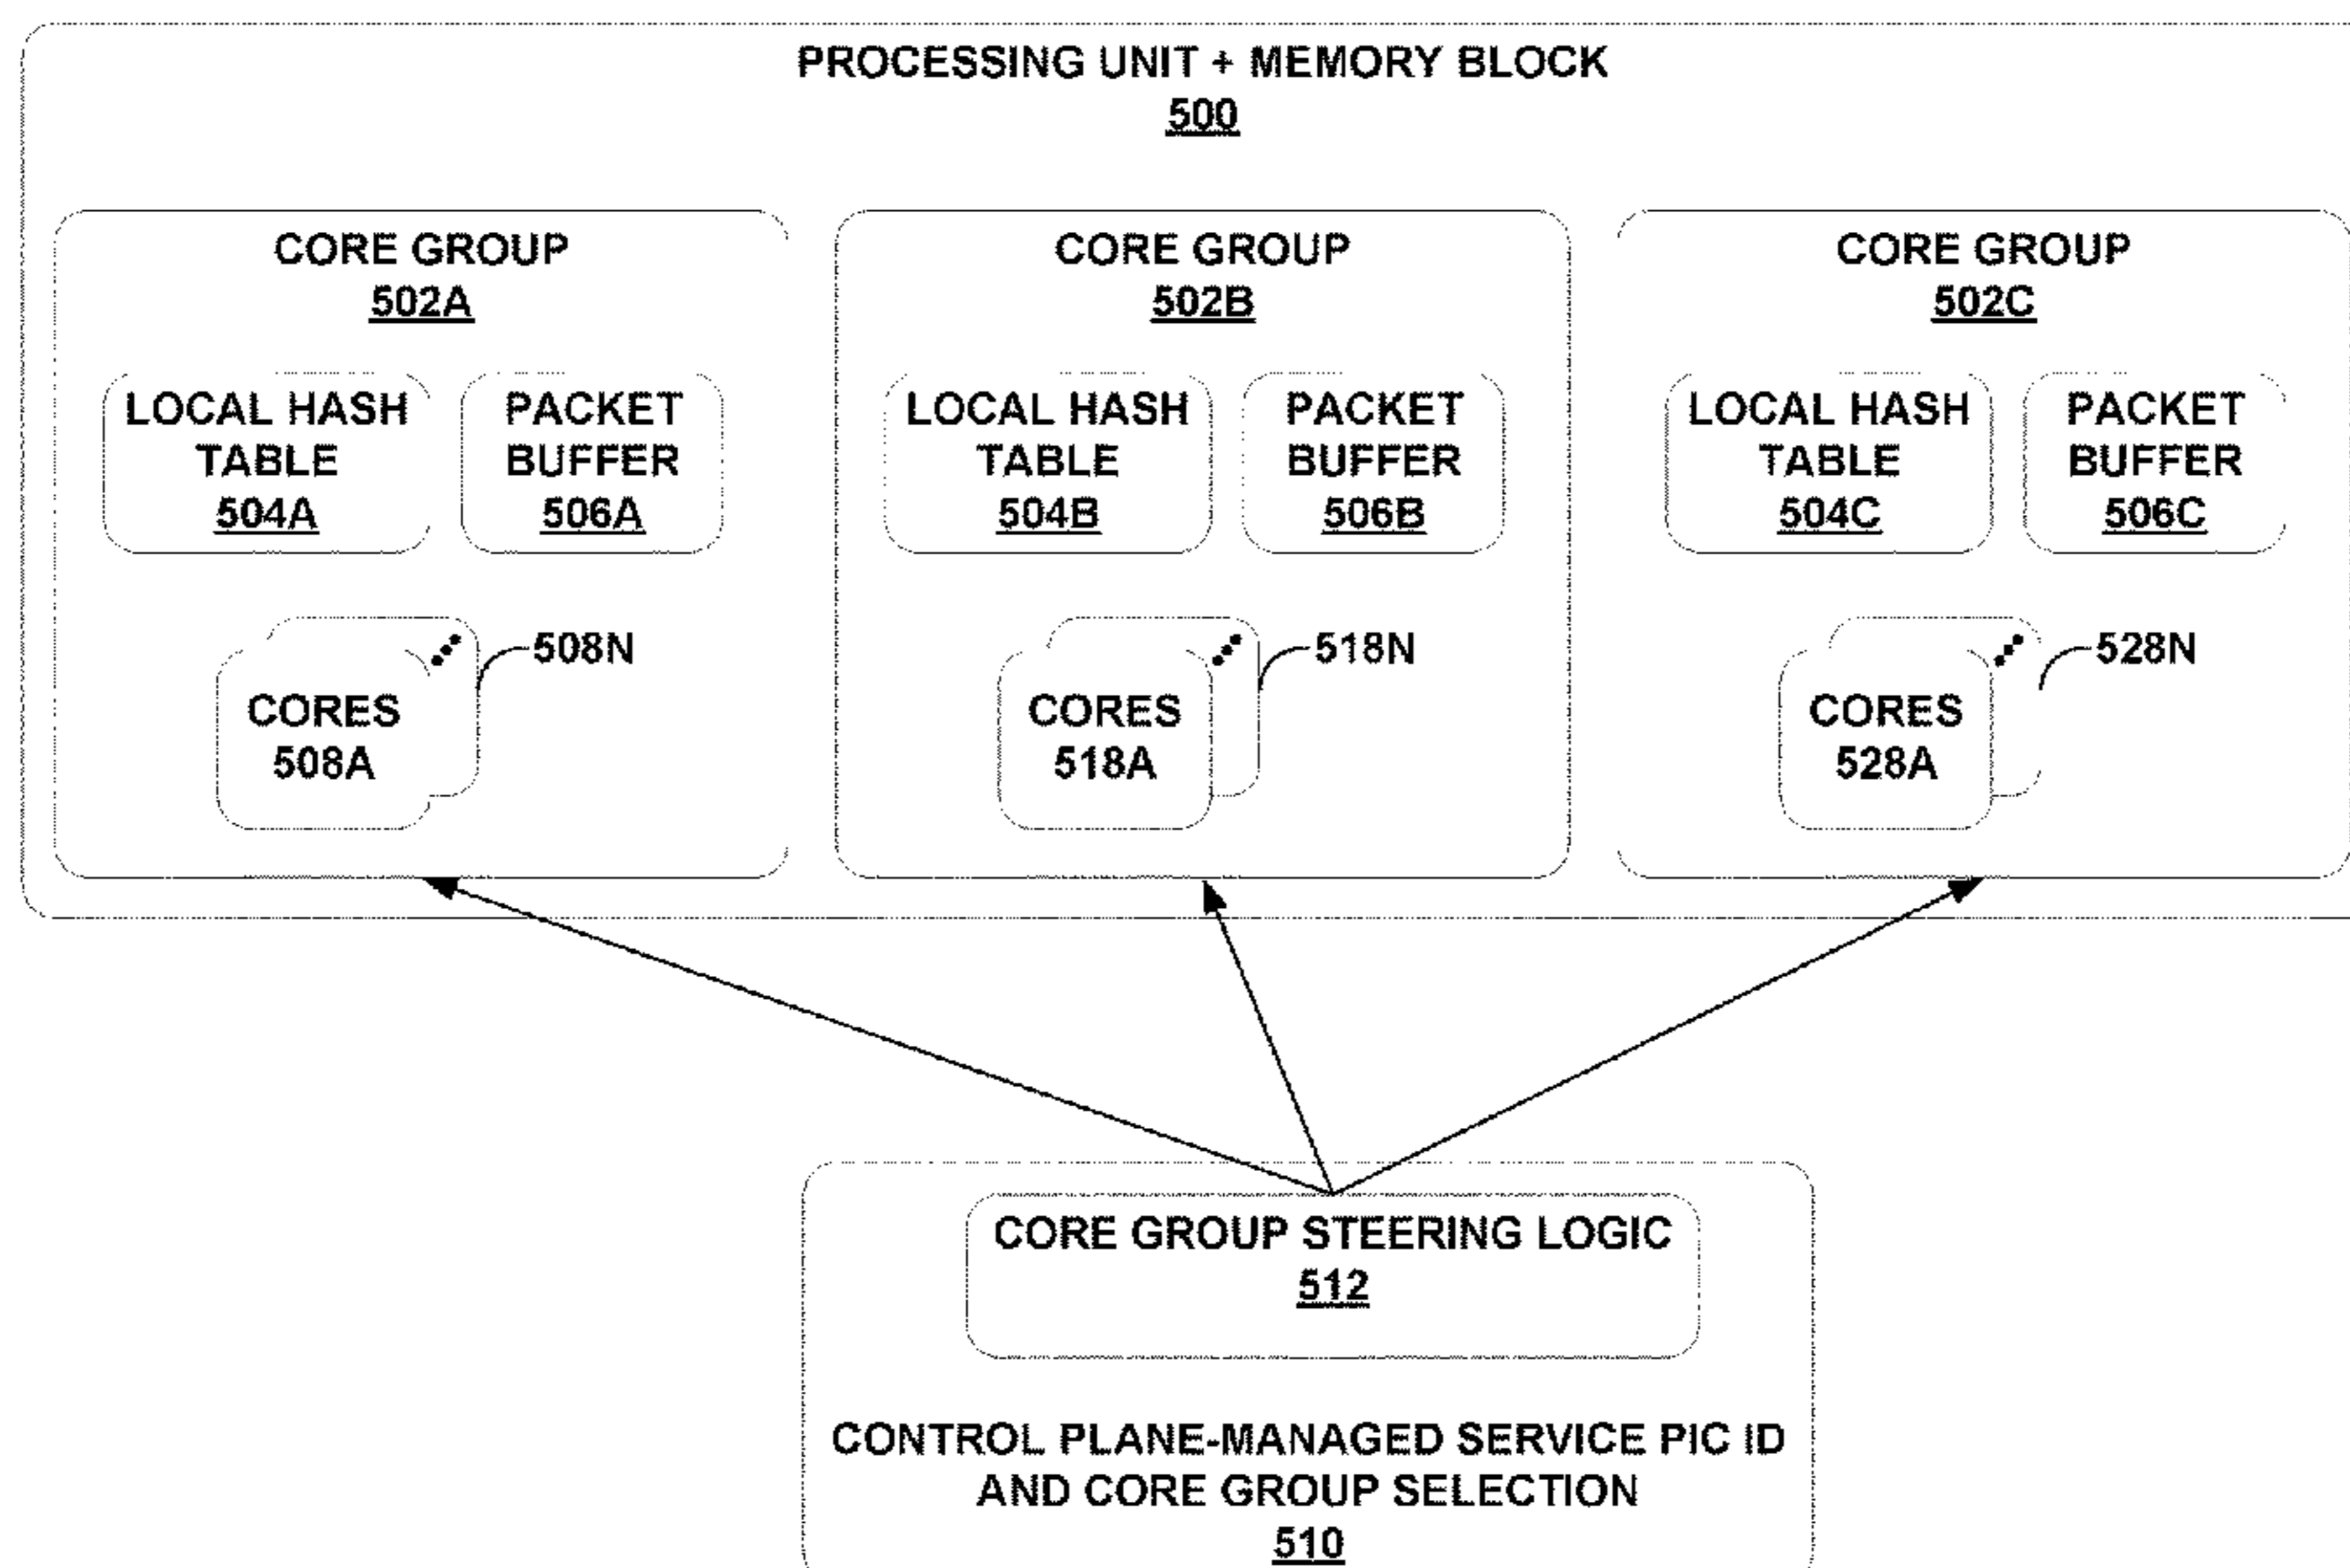 PROCESSING UNIT + MEMORY BLOCK
500
CORE GROUP
502A
LOCAL HASH
TABLE
504A
PACKET
BUFFER
506A
508N
CORES
508A
CORE GROUP
502B
LOCAL HASH
TABLE
504B
PACKET
BUFFER
506B
518N
CORES
518A
CORE GROUP
502C
LOCAL HASH
TABLE
504C
PACKET
BUFFER
506C
528N
CORES
528A
CORE GROUP STEERING LOGIC
512
CONTROL PLANE-MANAGED SERVICE PIC ID
AND CORE GROUP SELECTION
510